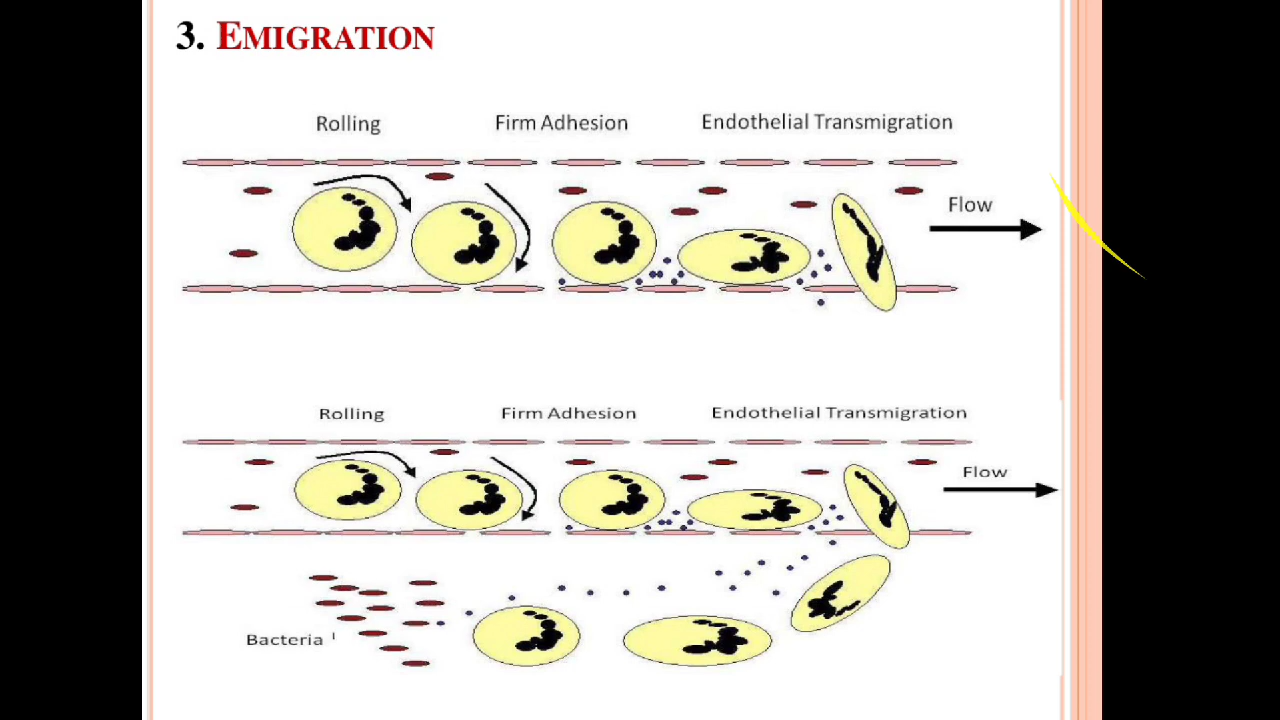 3. EMIGRATION
Rolling Firm Adhesion Endothelial Transmigration
Flow
Rolling Firm Adhesion Endothelial Transmigration
Flow
Bacteria